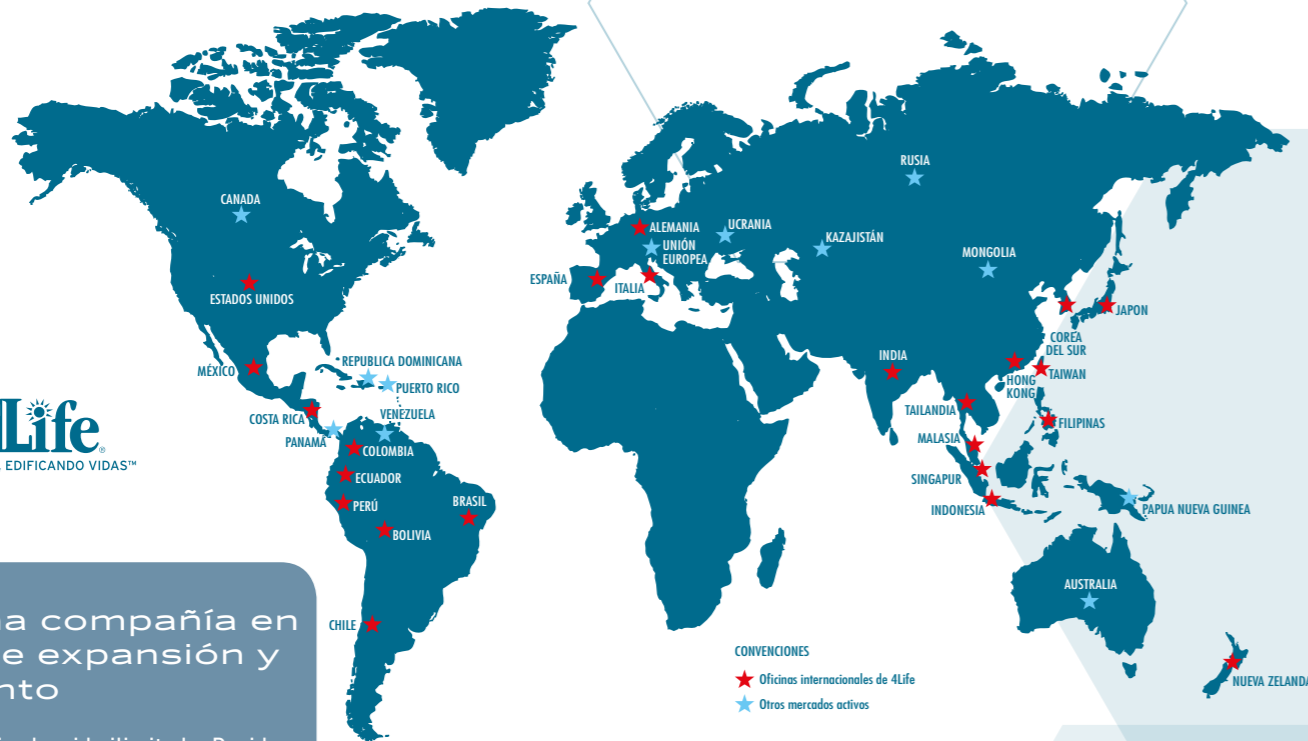 CANADA
ESTADOS UNIDOS
MÉXICO
REPUBLICA DOMINICANA
PUERTO RICO
COSTA RICA
VENEZUELA
PANAMÁ
COLOMBIA
ECUADOR
PERÚ
BRASIL
BOLIVIA
CHILE
RUSIA
ALEMANIA
UCRANIA
UNIÓN
EUROPEA
KAZAJISTÁN
MONGOLIA
ESPAÑA
ITALIA
JAPON
COREA
DEL SUR
INDIA
HONG
KONG
TAIWAN
TAILANDIA
FILIPINAS
MALASIA
SINGAPUR
INDONESIA
PAPUA NUEVA GUINEA
AUSTRALIA
NUEVA ZELANDA
Life®
EDIFICANDO VIDAS™
compañía en
e expansión y
CONVENCIONES
Oficinas internacionales de 4Life
Otros mercados activos